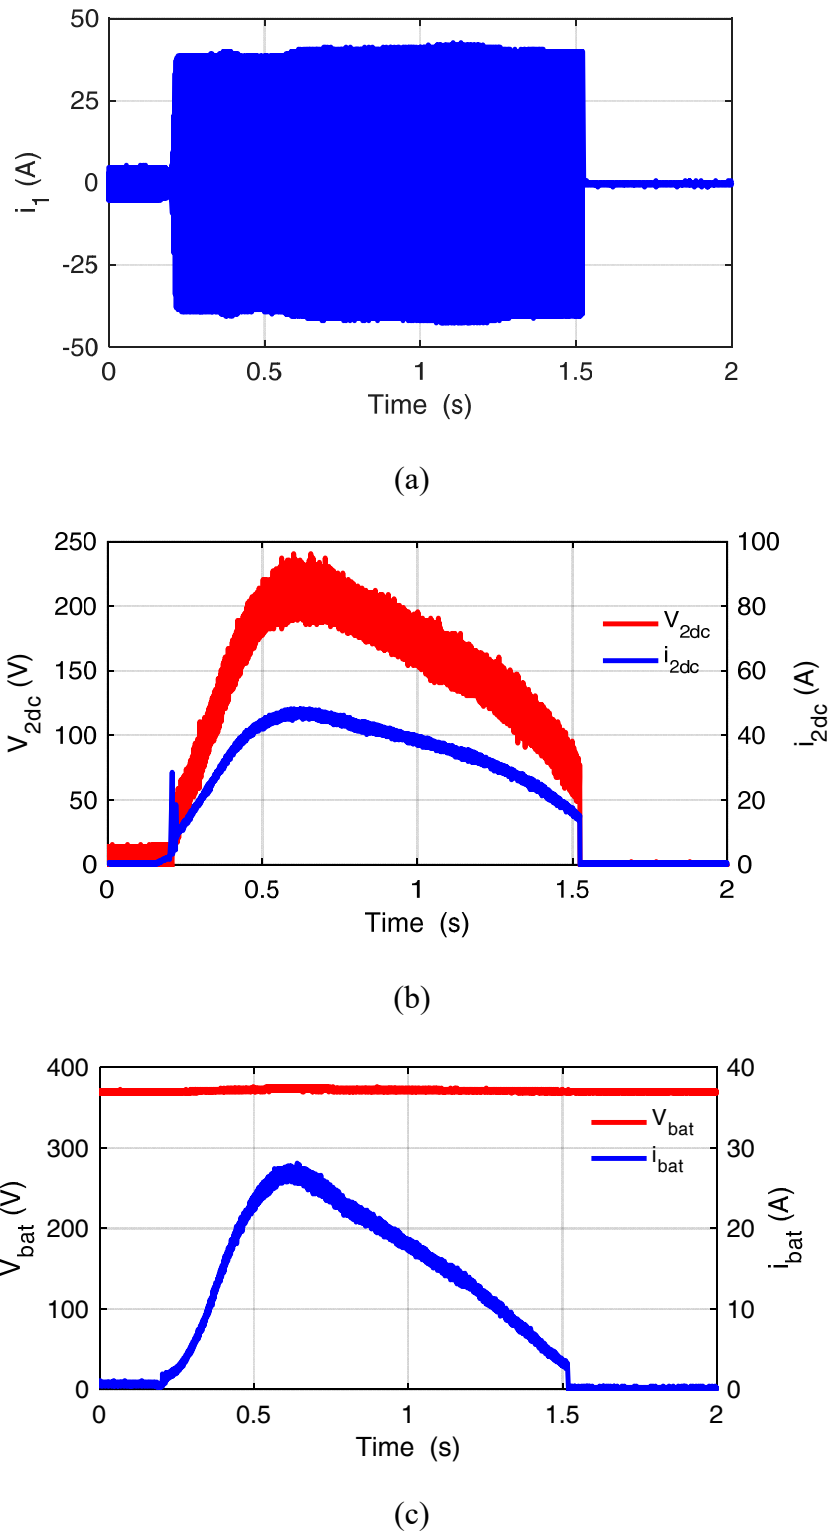 50
25
0
-25
-50
i1 (A)
0 0.5 1 1.5 2
Time (s)
(a)
250 100
200 80
150 60
100 40
50 20
0 0
V2dc (V)
i2dc (A)
V2dc
i2dc
0 0.5 1 1.5 2
Time (s)
(b)
400 40
300 30
200 20
100 10
0 0
Vbat (V)
ibat (A)
Vbat
ibat
0 0.5 1 1.5 2
Time (s)
(c)